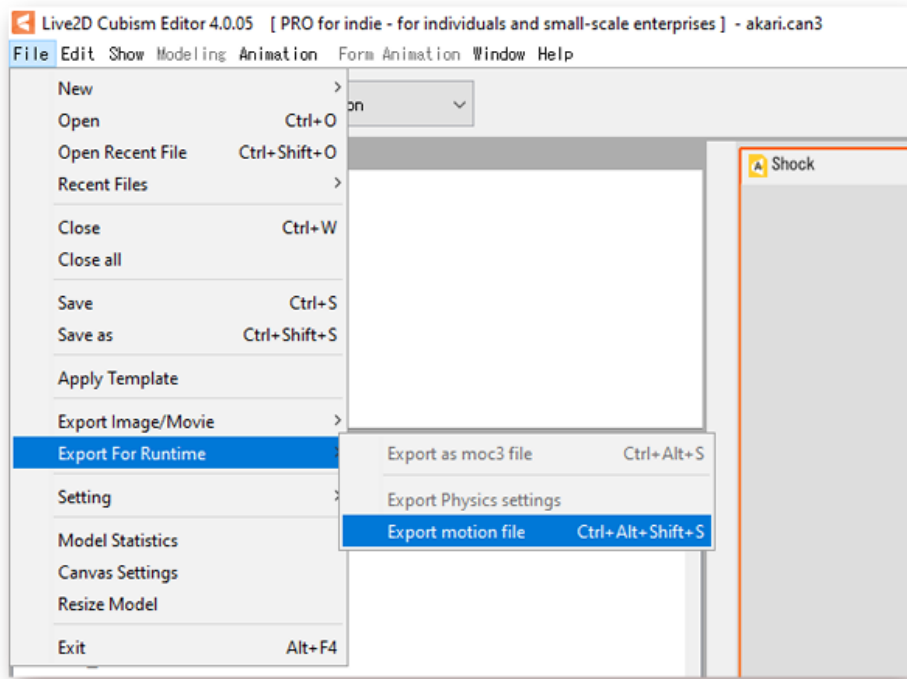 Live2D Cubism Editor 4.0.05 [ PRO for indie - for individuals and small-scale enterprises ] - akari.can3
File Edit Show Modeling Animation Form Animation Window Help
New
on
Open Ctrl+O
Open Recent File Ctrl+Shift+O
Recent Files
A Shock
Close Ctrl+W
Close all
Save Ctrl+S
Save as Ctrl+Shift+S
Apply Template
Export Image/Movie
Export For Runtime
Export as moc3 file Ctrl+Alt+S
Export Physics settings
Export motion file Ctrl+Alt+Shift+S
Setting
Model Statistics
Canvas Settings
Resize Model
Exit Alt+F4